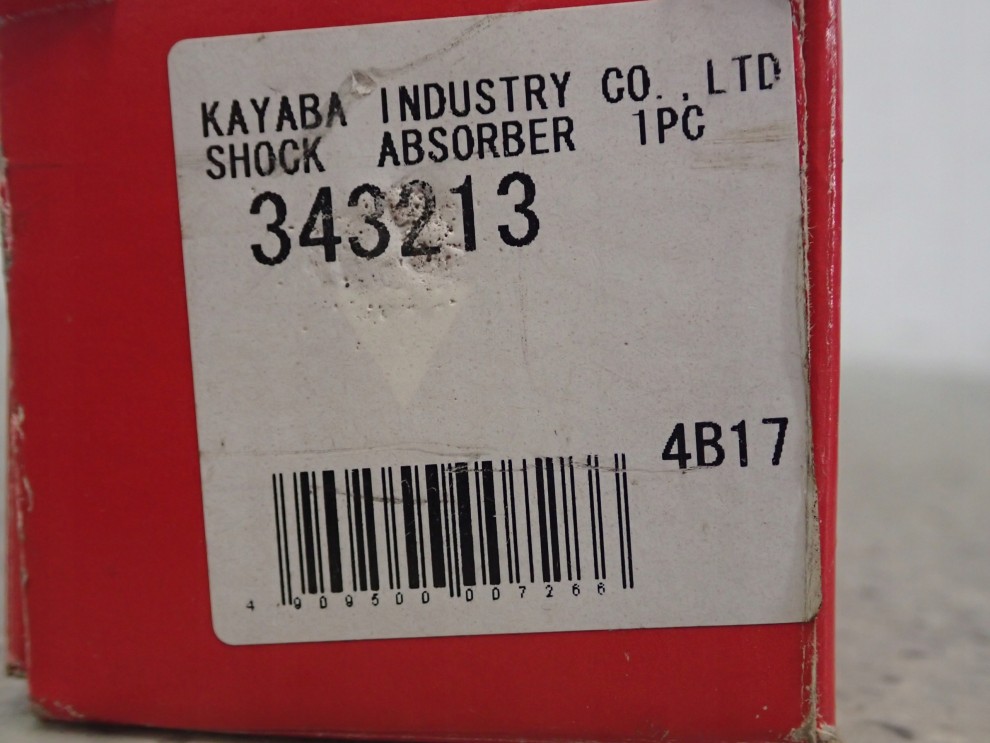 KAYABA INDUSTRY CO.,LTD
SHOCK ABSORBER 1PC
343213
4B17
4 909500 007266